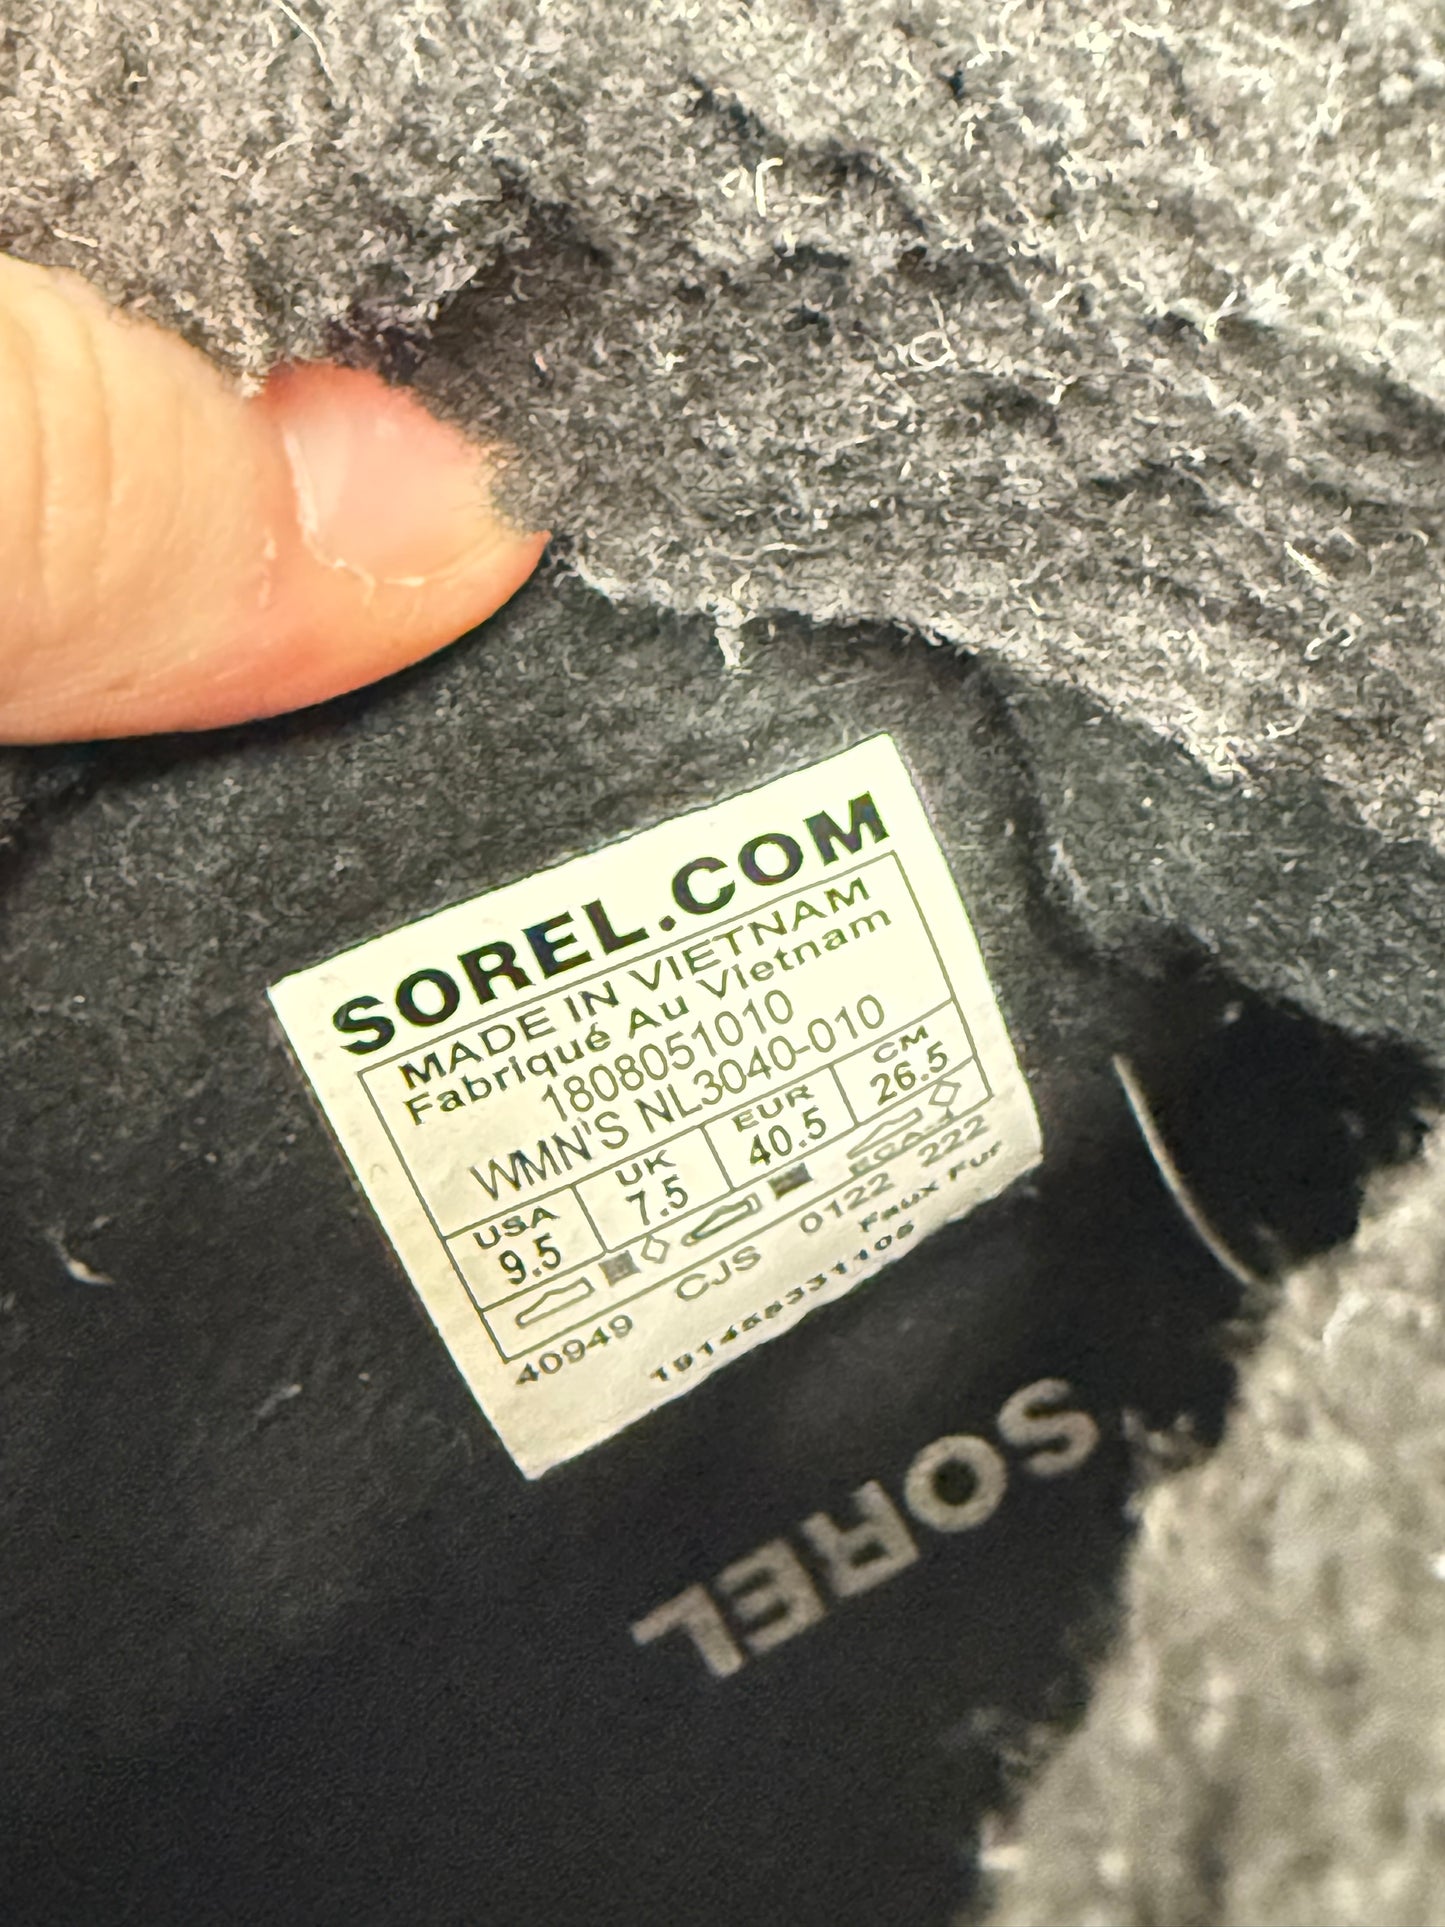 SOREL.COM
MADE IN VIETNAM
Fabriqué Au Vietnam
1808051010
WMN'S NL3040-010
USA UK EUR CM
9.5 7.5 40.5 26.5
40949 CJS 0122 222
Faux Fur
SOREL